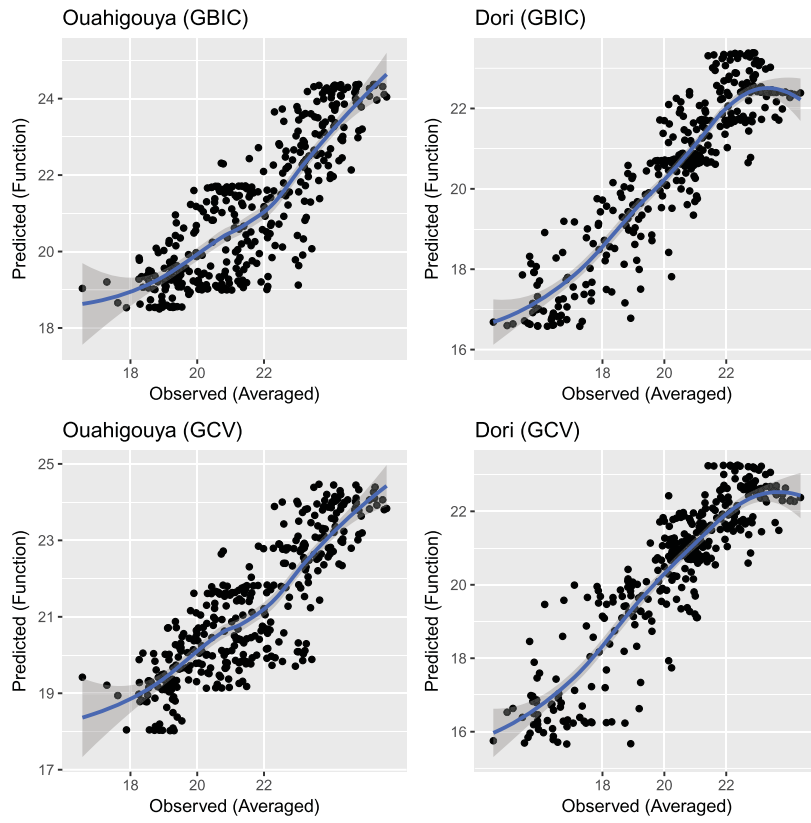 Ouahigouya (GBIC)
Dori (GBIC)
24
22
20
18
22
20
18
16
Predicted (Function)
Predicted (Function)
18 20 22
18 20 22
Observed (Averaged)
Observed (Averaged)
Ouahigouya (GCV)
Dori (GCV)
25
23
21
19
17
22
20
18
16
Predicted (Function)
Predicted (Function)
18 20 22
18 20 22
Observed (Averaged)
Observed (Averaged)